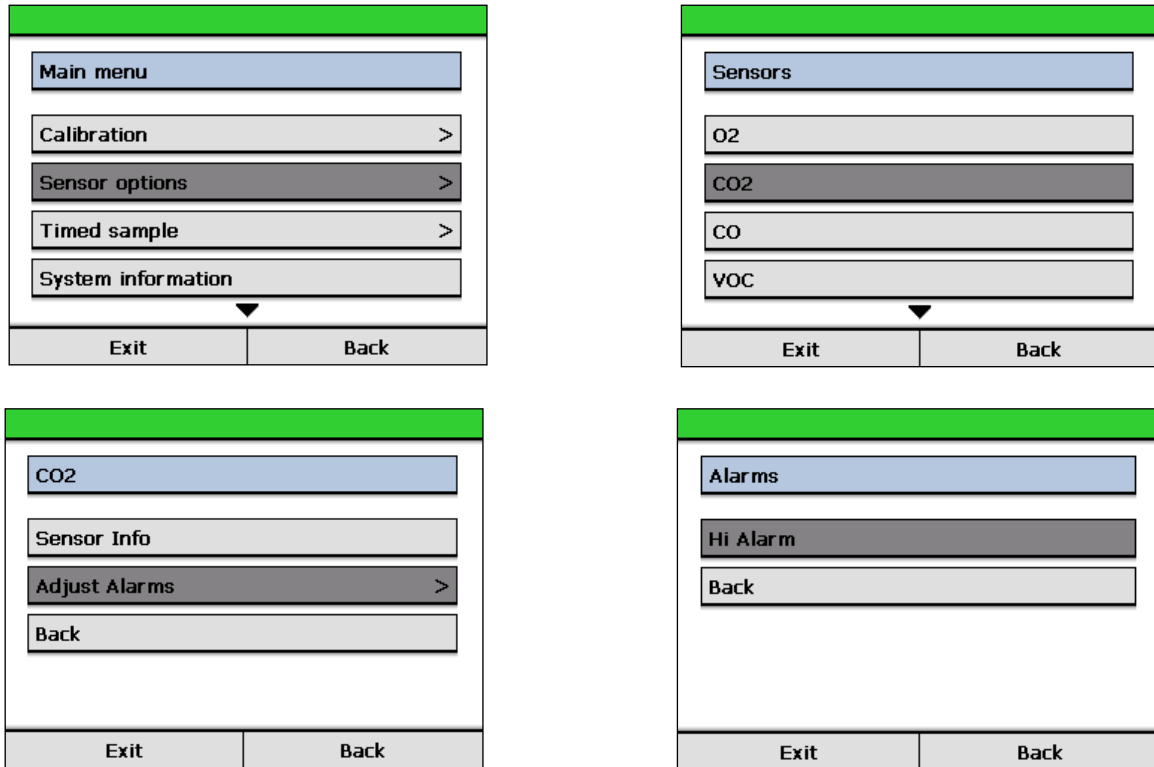 Main menu
Calibration >
Sensor options >
Timed sample >
System information
Exit Back
Sensors
O2
CO2
CO
VOC
Exit Back
CO2
Sensor Info
Adjust Alarms >
Back
Exit Back
Alarms
Hi Alarm
Back
Exit Back